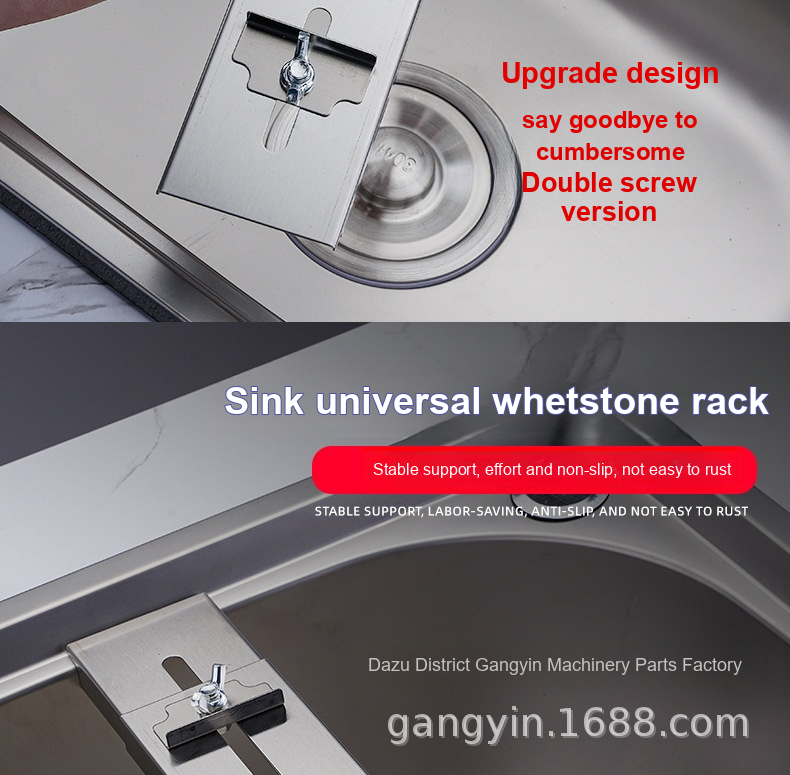 Upgrade design
say goodbye to
cumbersome
Double screw
version
304
Sink universal whetstone rack
Stable support, effort and non-slip, not easy to rust
STABLE SUPPORT, LABOR-SAVING, ANTI-SLIP, AND NOT EASY TO RUST
Dazu District Gangyin Machinery Parts Factory
gangyin.1688.com